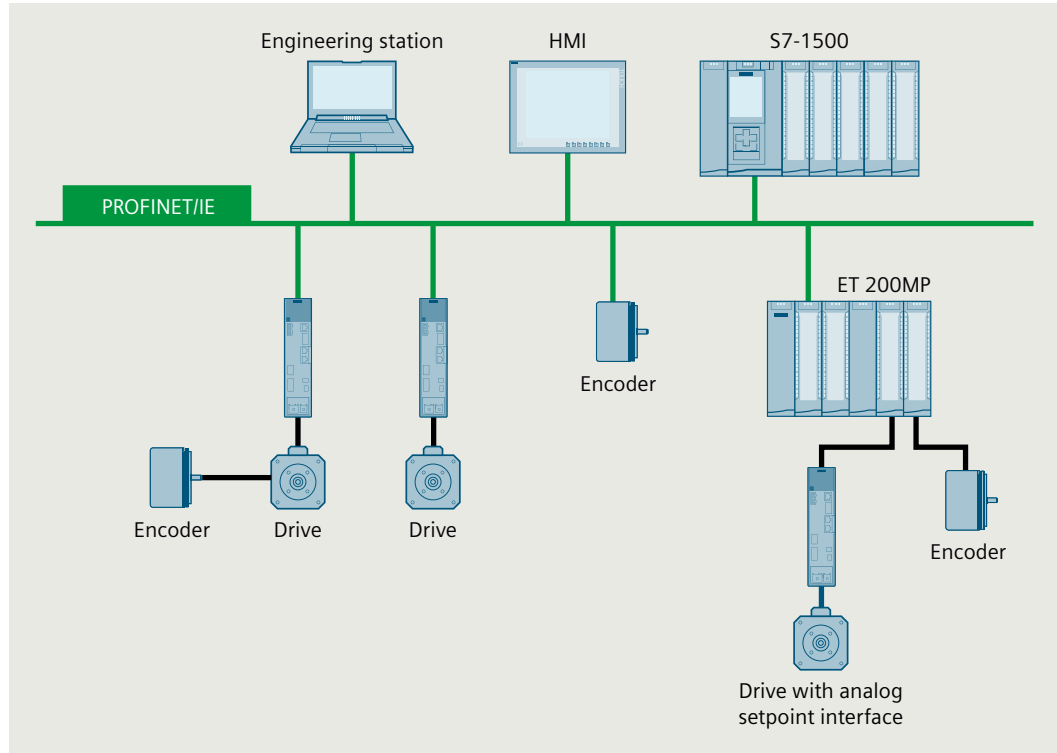 Engineering station
HMI
S7-1500
PROFINET/IE
ET 200MP
Encoder
Encoder
Drive
Drive
Encoder
Drive with analog
setpoint interface